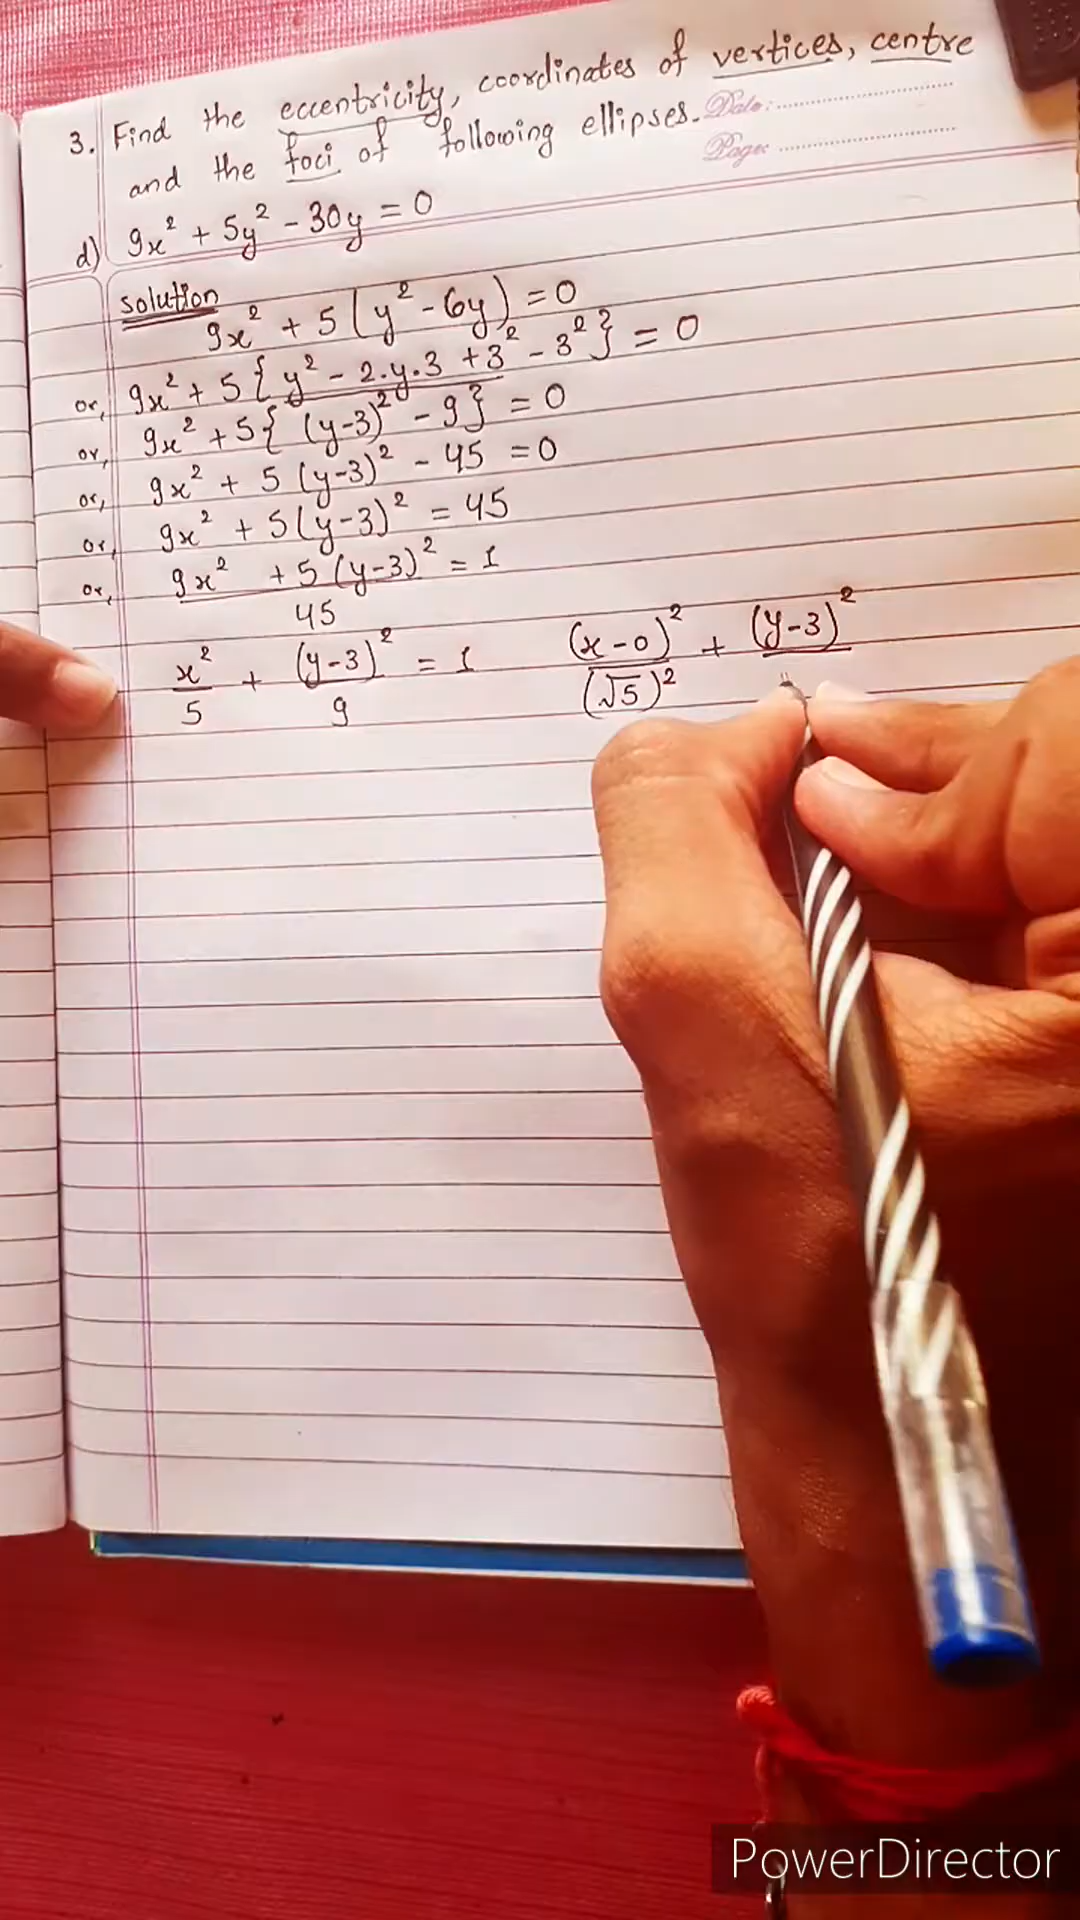 3. Find the eccentricity, coordinates of vertices, centre
and the foci of following ellipses.
Date:
Page:
d) 9x² + 5y² - 30y = 0
solution
9x² + 5(y² - 6y) = 0
or, 9x² + 5{y² - 2.y.3 + 3² - 3²} = 0
or, 9x² + 5{(y-3)² - 9} = 0
or, 9x² + 5(y-3)² - 45 = 0
or, 9x² + 5(y-3)² = 45
or, 9x² + 5(y-3)² = 1
45
x² + (y-3)² = 1 (x-0)² + (y-3)²
5 9 (√5)²
PowerDirector